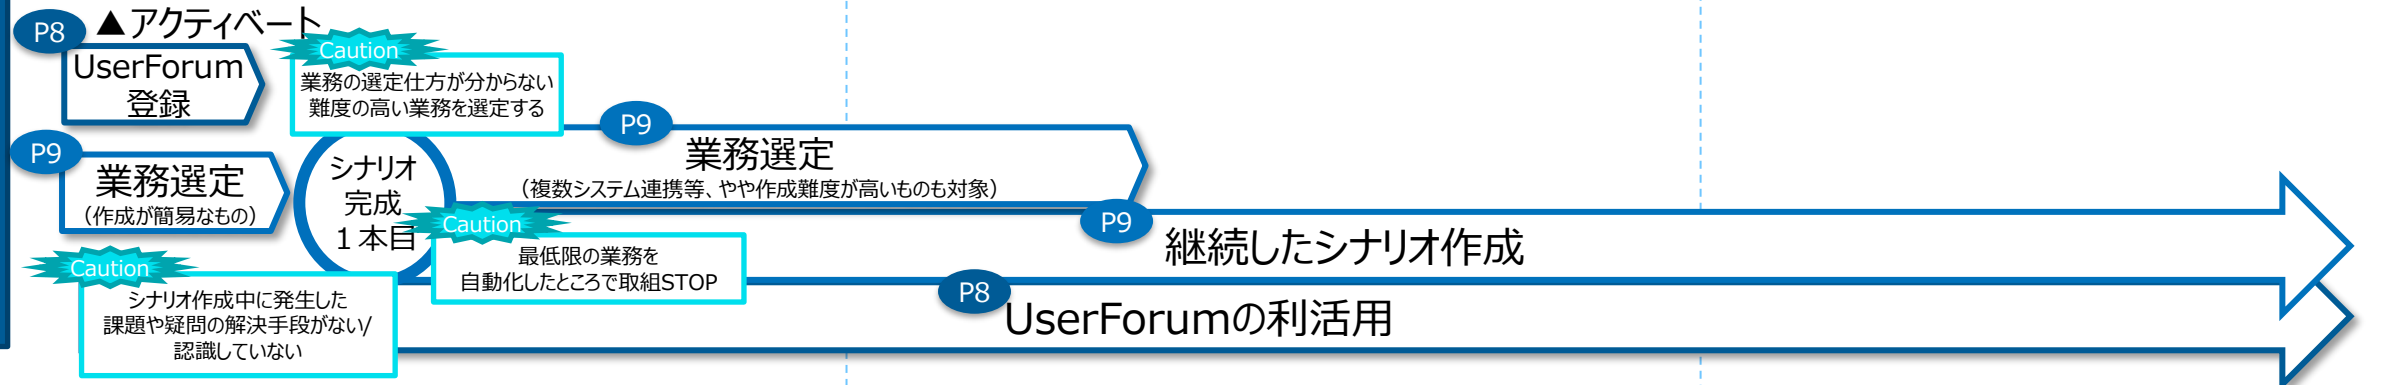 P8
▲アクティベート
UserForum
登録
Caution
業務の選定仕方が分からない
難度の高い業務を選定する
P9
業務選定
（作成が簡易なもの）
シナリオ
完成
１本目
P9
業務選定
（複数システム連携等、やや作成難度が高いものも対象）
Caution
最低限の業務を
自動化したところで取組STOP
P9
継続したシナリオ作成
Caution
シナリオ作成中に発生した
課題や疑問の解決手段がない/
認識していない
P8
UserForumの利活用